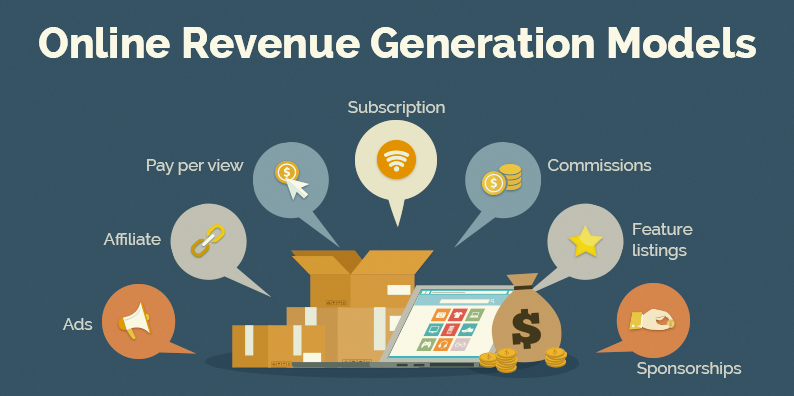 Online Revenue Generation Models
Subscription
Pay per view
Commissions
Affiliate
Feature
listings
Ads
Sponsorships
$